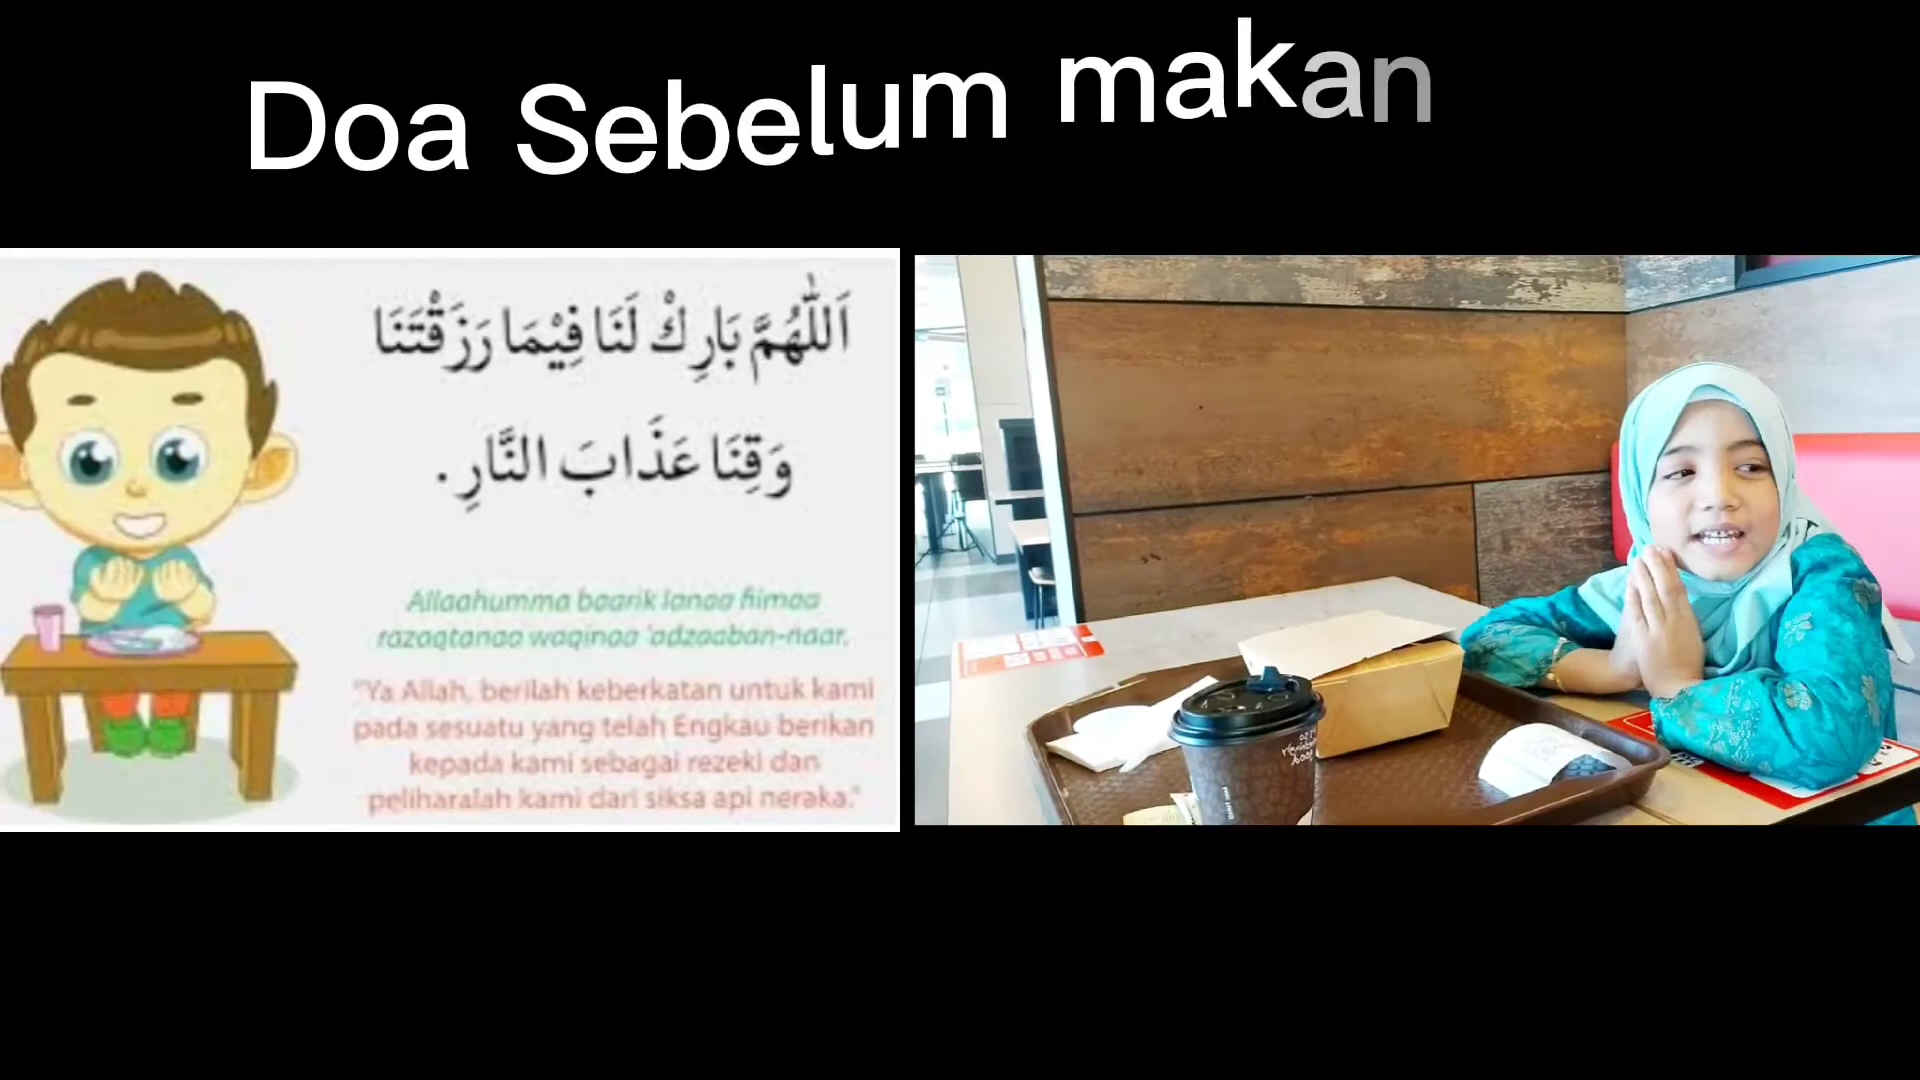 Doa Sebelum makan
اَللّٰهُمَّ بَارِكْ لَنَا فِيْمَا رَزَقْتَنَا
وَقِنَا عَذَابَ النَّارِ.
Allaahumma baarik lanaa fiimaa
razaqtanaa waqinaa 'adzaaban-naar.
"Ya Allah, berilah keberkatan untuk kami
pada sesuatu yang telah Engkau berikan
kepada kami sebagai rezeki dan
peliharalah kami dari siksa api neraka."